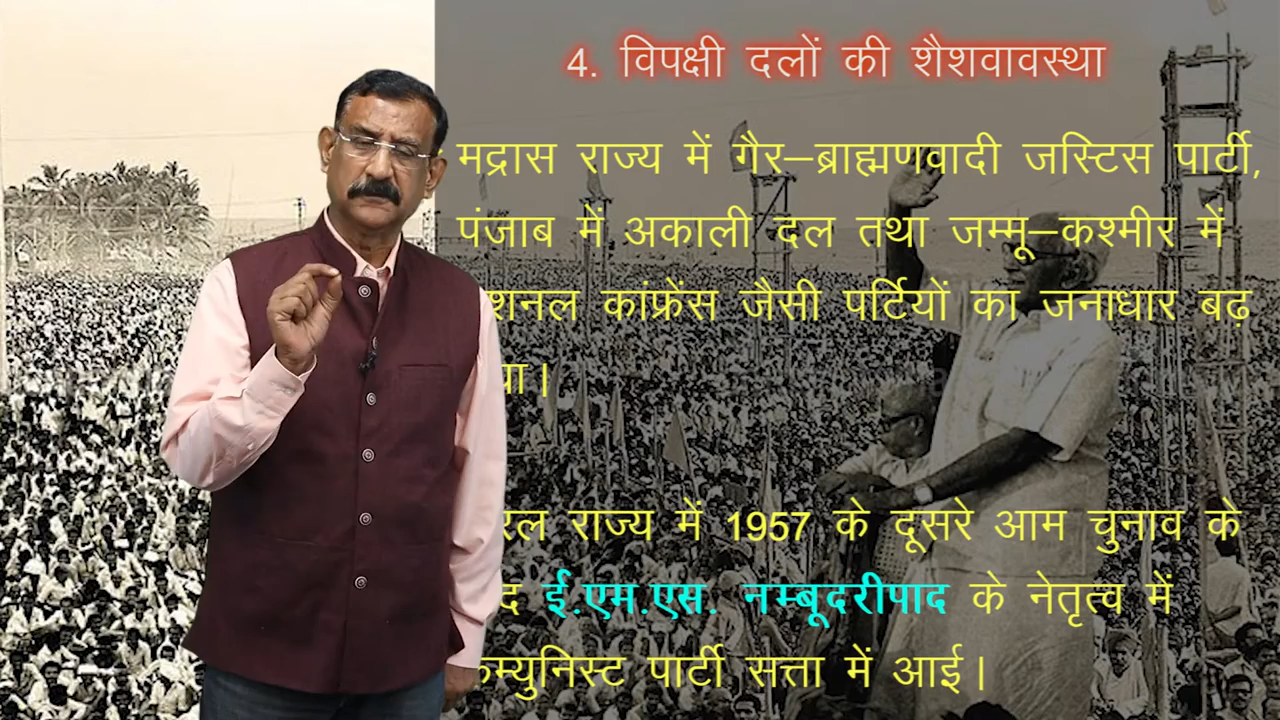 4. विपक्षी दलों की शैशवावस्था
मद्रास राज्य में गैर–ब्राह्मणवादी जस्टिस पार्टी,
पंजाब में अकाली दल तथा जम्मू–कश्मीर में
कांफ्रेंस जैसी पर्टियों का जनाधार बढ़
राज्य में 1957 के दूसरे आम चुनाव के
ई.एम.एस. नम्बूदरीपाद के नेतृत्व में
पार्टी सत्ता में आई।